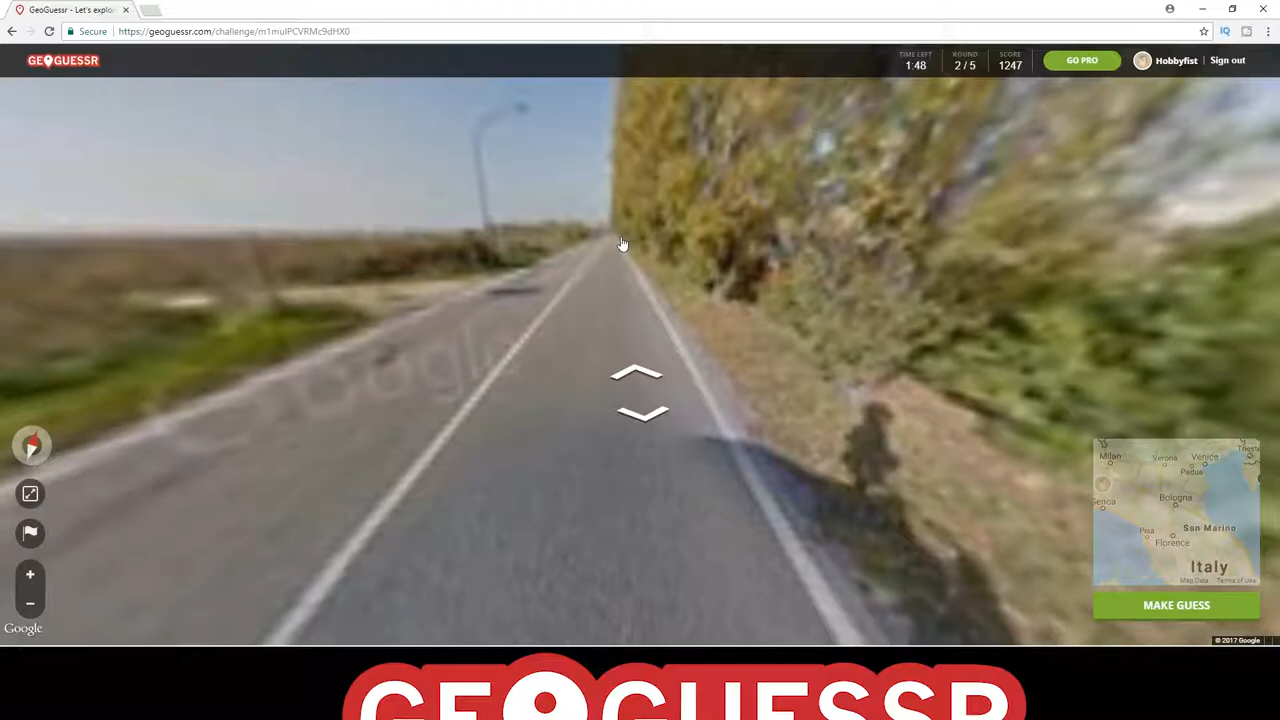 GeoGuessr - Let's explor
Secure
https://geoguessr.com/challenge/m1muIPCVRMc9dHX0
GEOGUESSR
TIME LEFT
1:48
ROUND
2 / 5
SCORE
1247
GO PRO
Hobbyfist
Sign out
Google
Milan
Verona
Venice
Trieste
Padua
Genoa
Bologna
Pisa
San Marino
Florence
Italy
Map Data
Terms of Use
MAKE GUESS
Google
© 2017 Google
GEOGUESSR